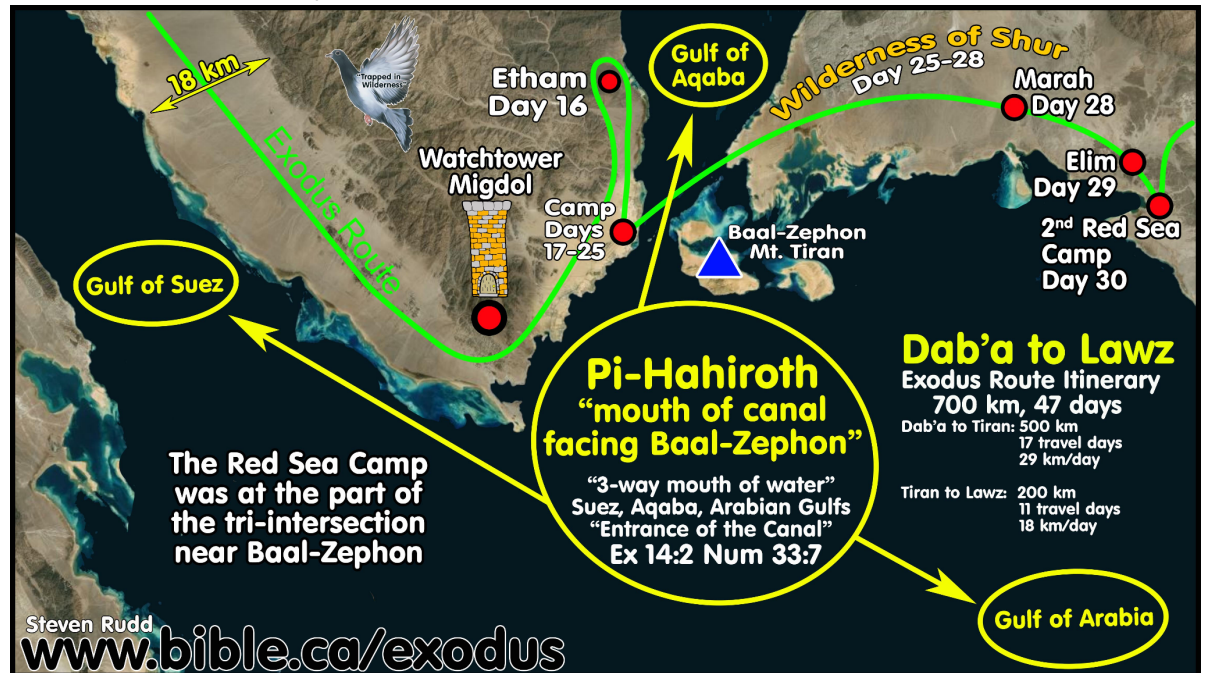 18 km
"Trapped in
Wilderness"
Etham
Day 16
Gulf of
Aqaba
Wilderness of Shur
Day 25-28
Marah
Day 28
Exodus Route
Watchtower
Migdol
Camp
Days
17-25
Elim
Day 29
Baal-Zephon
Mt. Tiran
2nd Red Sea
Camp
Day 30
Gulf of Suez
Pi-Hahiroth
"mouth of canal
facing Baal-Zephon"
"3-way mouth of water"
Suez, Aqaba, Arabian Gulfs
"Entrance of the Canal"
Ex 14:2 Num 33:7
Dab'a to Lawz
Exodus Route Itinerary
700 km, 47 days
Dab'a to Tiran: 500 km
17 travel days
29 km/day
Tiran to Lawz: 200 km
11 travel days
18 km/day
The Red Sea Camp
was at the part of
the tri-intersection
near Baal-Zephon
Gulf of Arabia
Steven Rudd
www.bible.ca/exodus